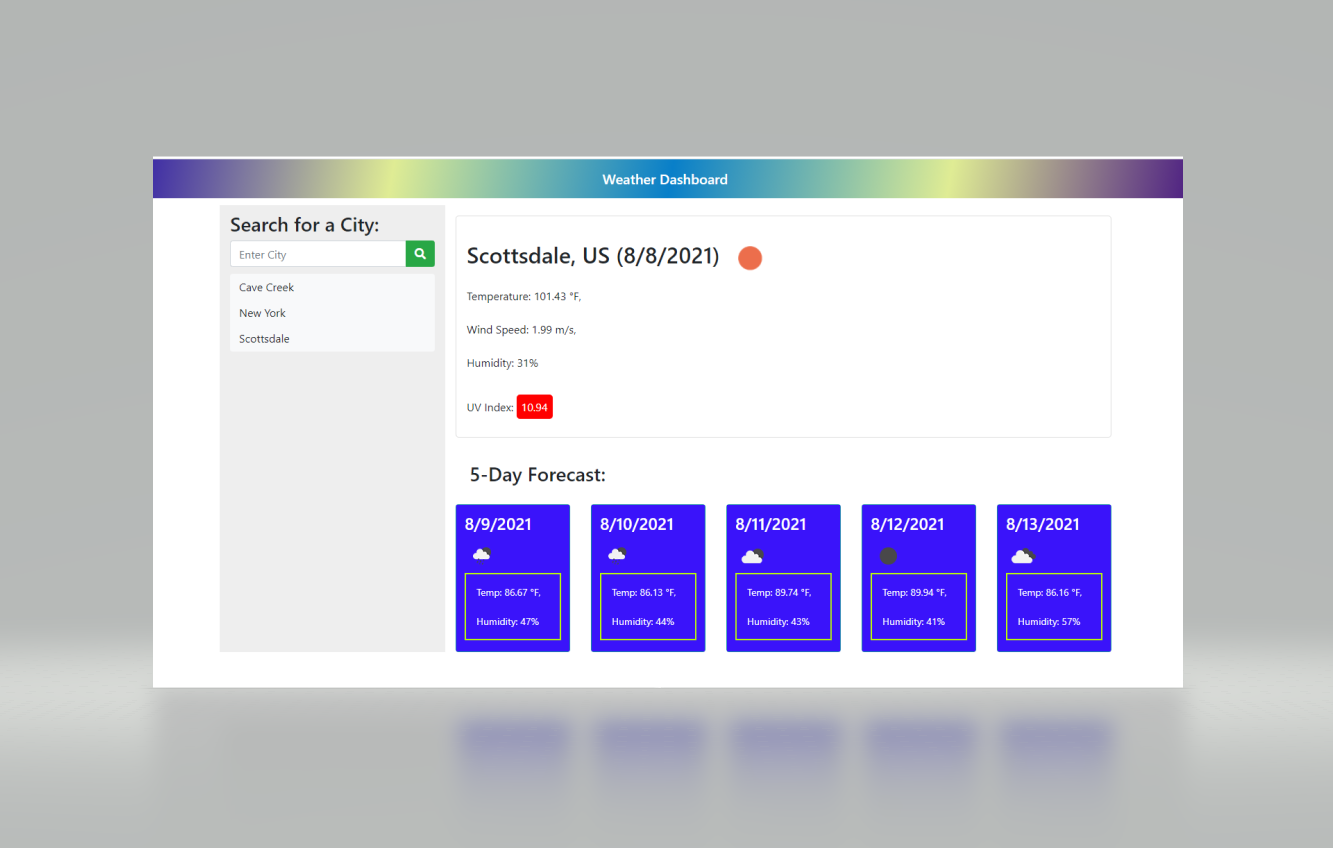 Weather Dashboard
Search for a City:
Enter City
Cave Creek
New York
Scottsdale
Scottsdale, US (8/8/2021)
Temperature: 101.43 °F,
Wind Speed: 1.99 m/s,
Humidity: 31%
UV Index: 10.94
5-Day Forecast:
8/9/2021
Temp: 86.67 °F,
Humidity: 47%
8/10/2021
Temp: 86.13 °F,
Humidity: 44%
8/11/2021
Temp: 89.74 °F,
Humidity: 43%
8/12/2021
Temp: 89.94 °F,
Humidity: 41%
8/13/2021
Temp: 86.16 °F,
Humidity: 57%